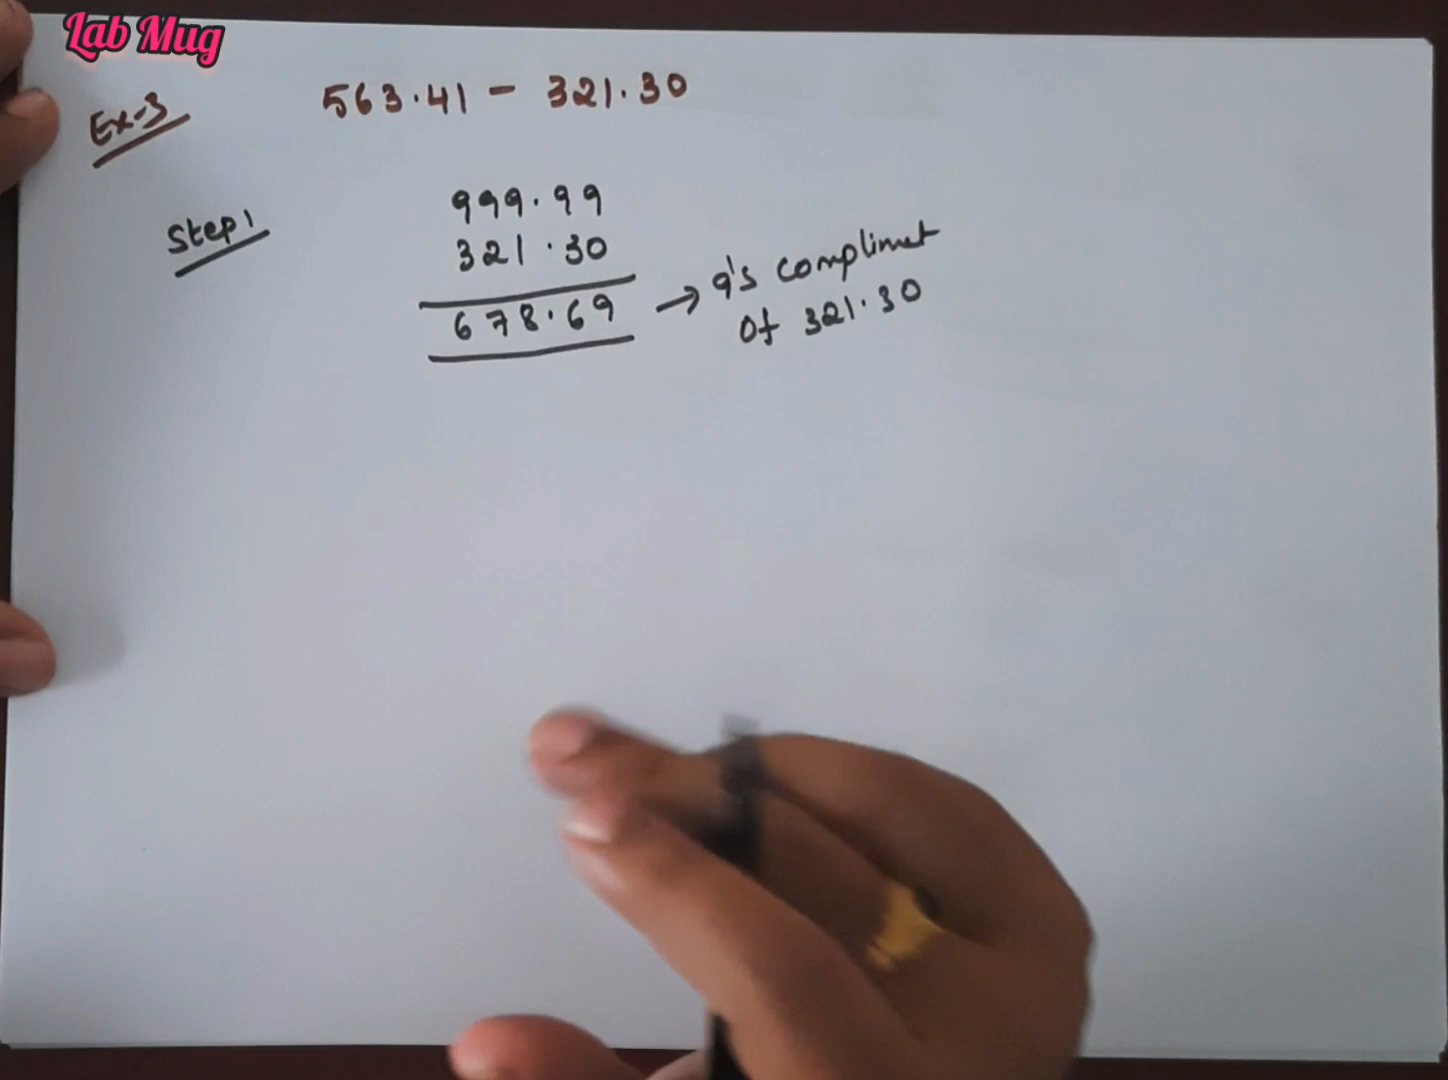 Lab Mug
Ex-3 563.41 - 321.30
Step 1
999.99
321.30
678.69 → 9's complimet
of 321.30